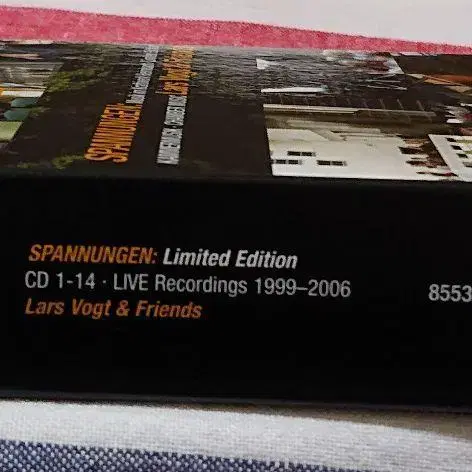 SPANNUNGEN:
SPANNUNGEN: Limited Edition
CD 1-14 · LIVE Recordings 1999–2006
8553
Lars Vogt & Friends